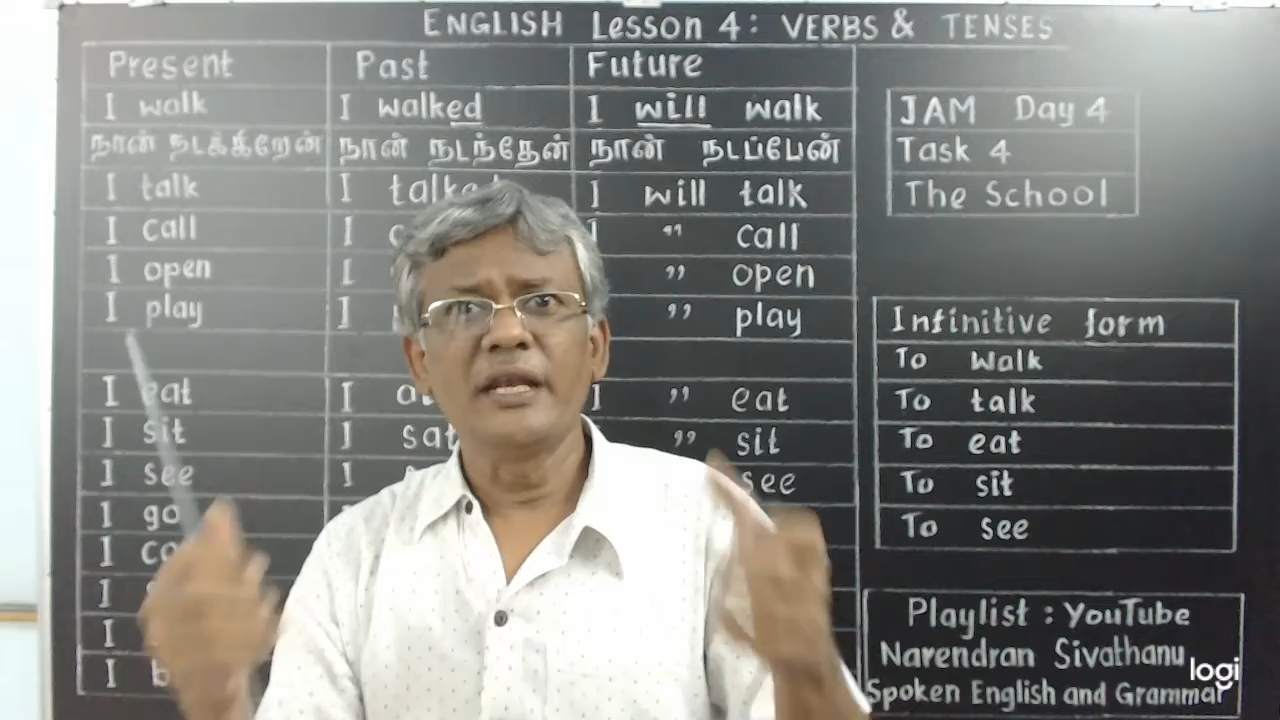 ENGLISH Lesson 4: VERBS & TENSES
Present Past Future
I walk I walked I will walk
நான் நடக்கிறேன் நான் நடந்தேன் நான் நடப்பேன்
I talk I talked I will talk
I call I I " call
I open I " open
I play I " play
I eat I I " eat
I sit I sat " sit
I see I see
I go
I
I
I
I
JAM Day 4
Task 4
The School
Infinitive form
To walk
To talk
To eat
To sit
To see
Playlist : YouTube
Narendran Sivathanu
Spoken English and Grammar
logi